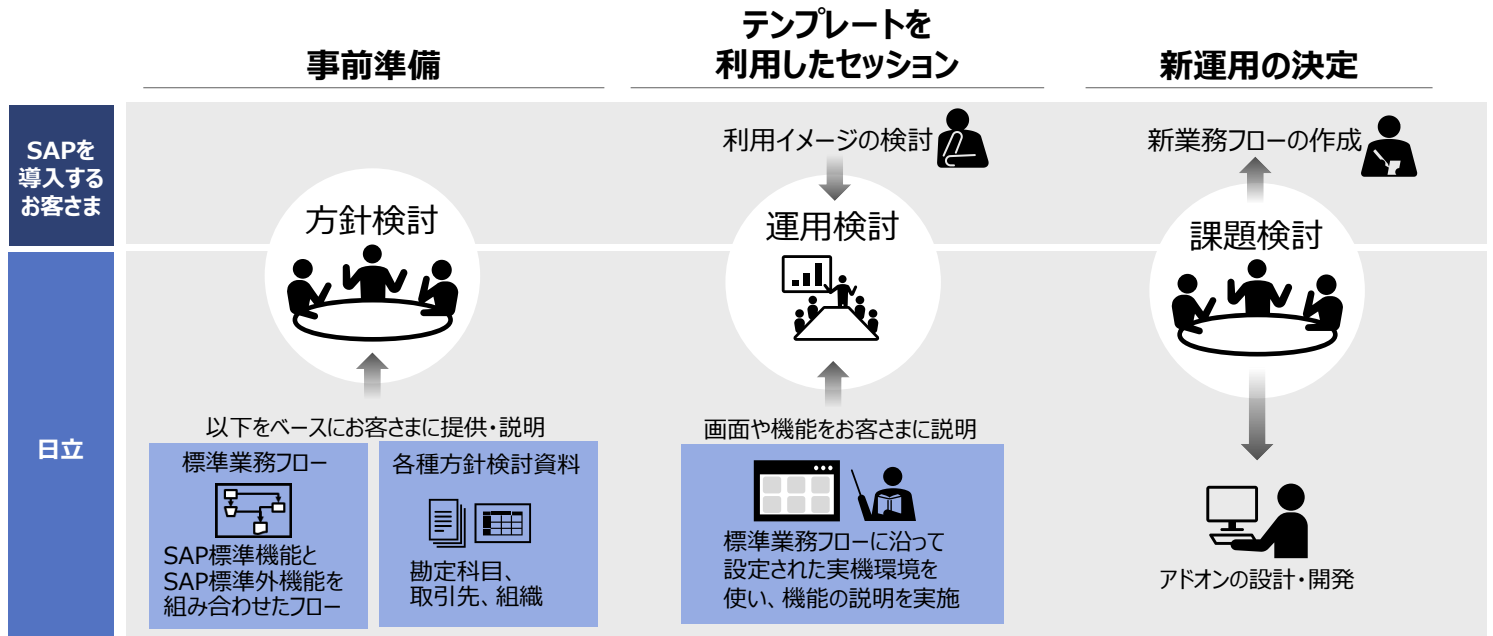 事前準備
テンプレートを
利用したセッション
新運用の決定
SAPを
導入する
お客さま
利用イメージの検討
新業務フローの作成
方針検討
運用検討
課題検討
日立
以下をベースにお客さまに提供・説明
標準業務フロー
SAP標準機能と
SAP標準外機能を
組み合わせたフロー
各種方針検討資料
勘定科目、
取引先、組織
画面や機能をお客さまに説明
標準業務フローに沿って
設定された実機環境を
使い、機能の説明を実施
アドオンの設計・開発